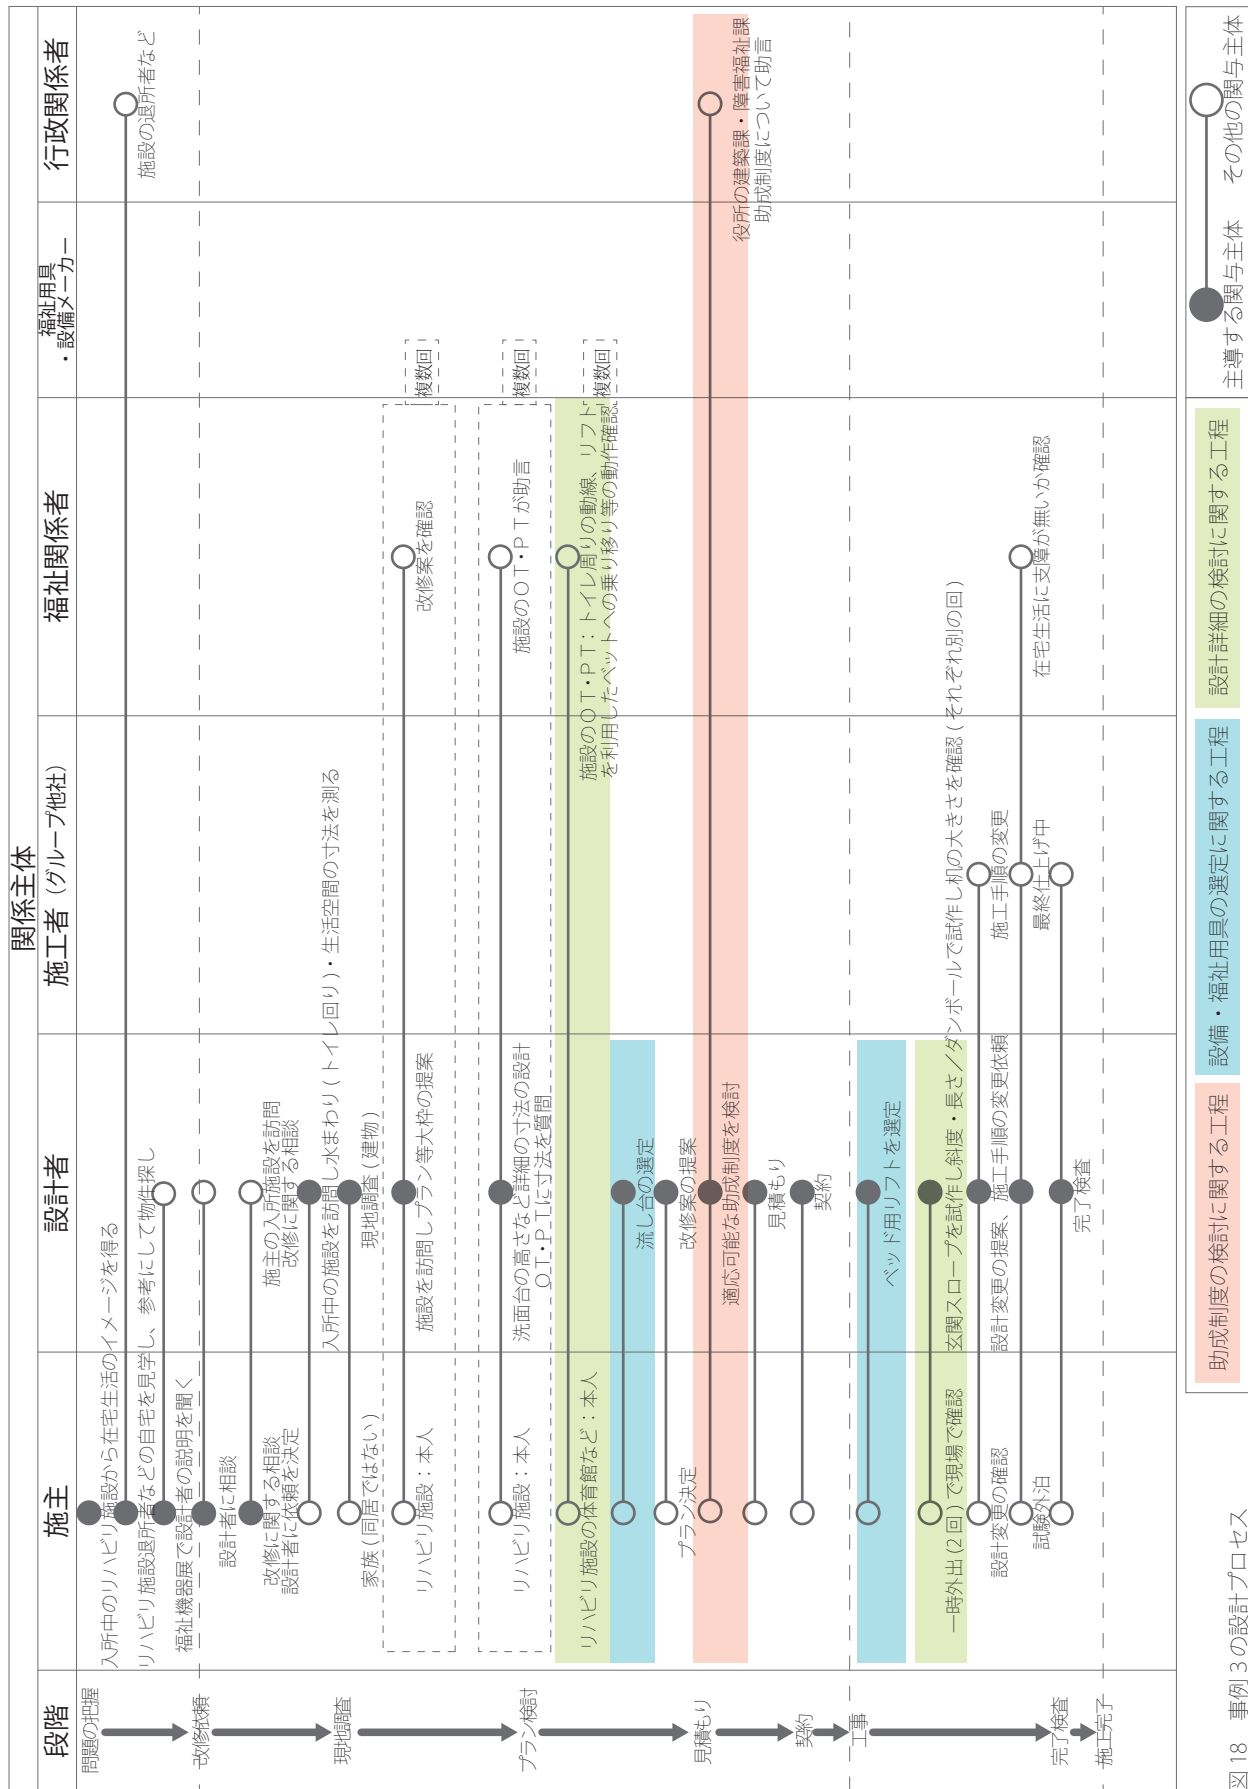 関係主体
段階
施主
設計者
施工者（グループ他社）
福祉関係者
福祉用具
・設備メーカー
行政関係者
問題の把握
入所中のリハビリ施設から在宅生活のイメージを得る
リハビリ施設退所者などの自宅を見学し、参考にして物件探し
施設の退所者など
福祉機器展で設計者の説明を聞く
改修依頼
設計者に相談
改修に関する相談
設計者に依頼を決定
施主の入所施設を訪問
改修に関する相談
入所中の施設を訪問し水まわり(トイレ回り)・生活空間の寸法を測る
現地調査
家族(同居ではない)
現地調査(建物)
リハビリ施設：本人
施設を訪問しプラン等大枠の提案
改修案を確認
複数回
プラン検討
リハビリ施設：本人
洗面台の高さなど詳細の寸法の設計
ＯＴ・ＰＴに寸法を質問
施設のＯＴ・ＰＴが助言
複数回
リハビリ施設の体育館など：本人
施設のＯＴ・ＰＴ：トイレ周りの動線、リフト
を利用したベットへの乗り移り等の動作確認
複数回
流し台の選定
プラン決定
改修案の提案
見積もり
適応可能な助成制度を検討
役所の建築課・障害福祉課
助成制度について助言
見積もり
契約
契約
工事
ベッド用リフトを選定
一時外出(2回)で現場で確認
玄関スロープを試作し斜度・長さ／ダンボールで試作し机の大きさを確認(それぞれ別の回)
設計変更の確認
設計変更の提案、施工手順の変更依頼
施工手順の変更
試験外泊
最終仕上げ中
在宅生活に支障が無いか確認
完了検査
完了検査
施工完了
助成制度の検討に関する工程
設備・福祉用具の選定に関する工程
設計詳細の検討に関する工程
主導する関与主体
その他の関与主体
図18 事例3の設計プロセス